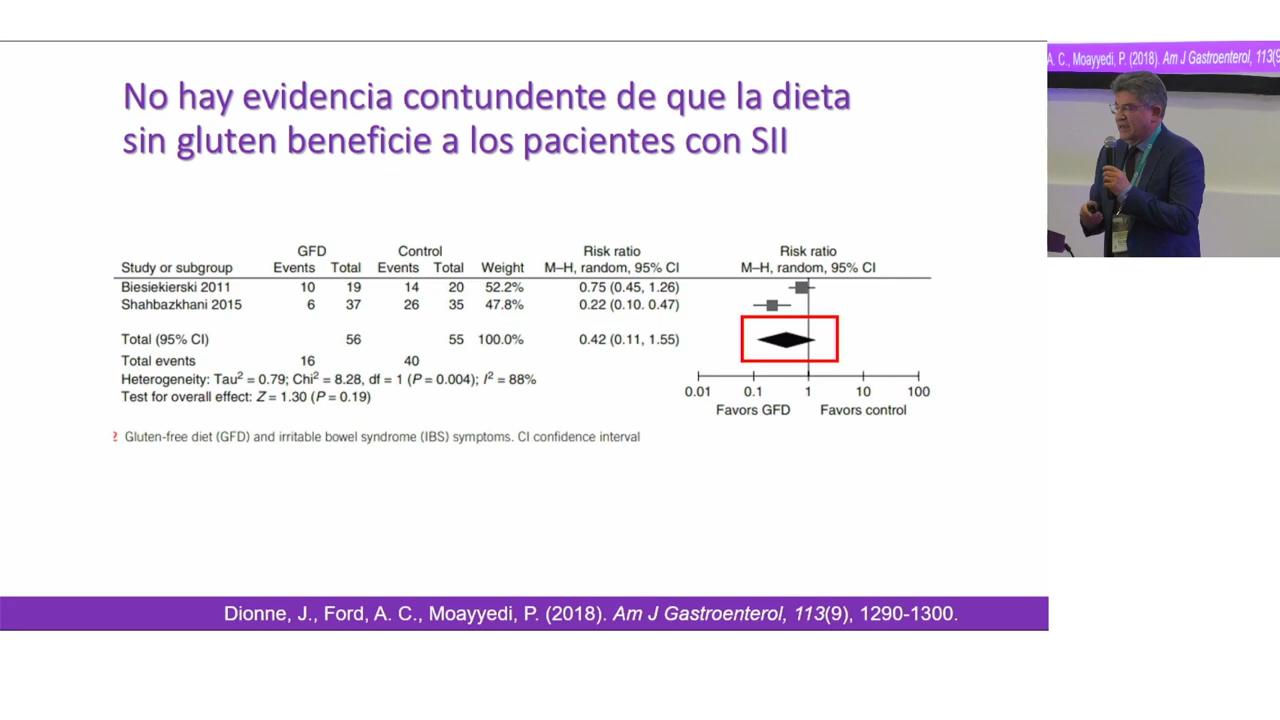 No hay evidencia contundente de que la dieta
sin gluten beneficie a los pacientes con SII
A. C., Moayyedi, P. (2018). Am J Gastroenterol, 113(9
GFD Control Risk ratio Risk ratio
Study or subgroup Events Total Events Total Weight M–H, random, 95% CI M–H, random, 95% CI
Biesiekierski 2011 10 19 14 20 52.2% 0.75 (0.45, 1.26)
Shahbazkhani 2015 6 37 26 35 47.8% 0.22 (0.10. 0.47)
Total (95% CI) 56 55 100.0% 0.42 (0.11, 1.55)
Total events 16 40
Heterogeneity: Tau² = 0.79; Chi² = 8.28, df = 1 (P = 0.004); I² = 88%
Test for overall effect: Z = 1.30 (P = 0.19)
0.01 0.1 1 10 100
Favors GFD Favors control
2 Gluten-free diet (GFD) and irritable bowel syndrome (IBS) symptoms. CI confidence interval
Dionne, J., Ford, A. C., Moayyedi, P. (2018). Am J Gastroenterol, 113(9), 1290-1300.